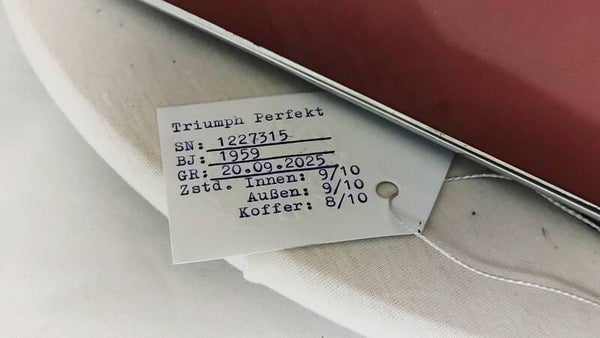 Triumph Perfekt
SN: 1227315
BJ: 1959
GR: 20.09.2025
Zstd. Innen: 9/10
Außen: 9/10
Koffer: 8/10